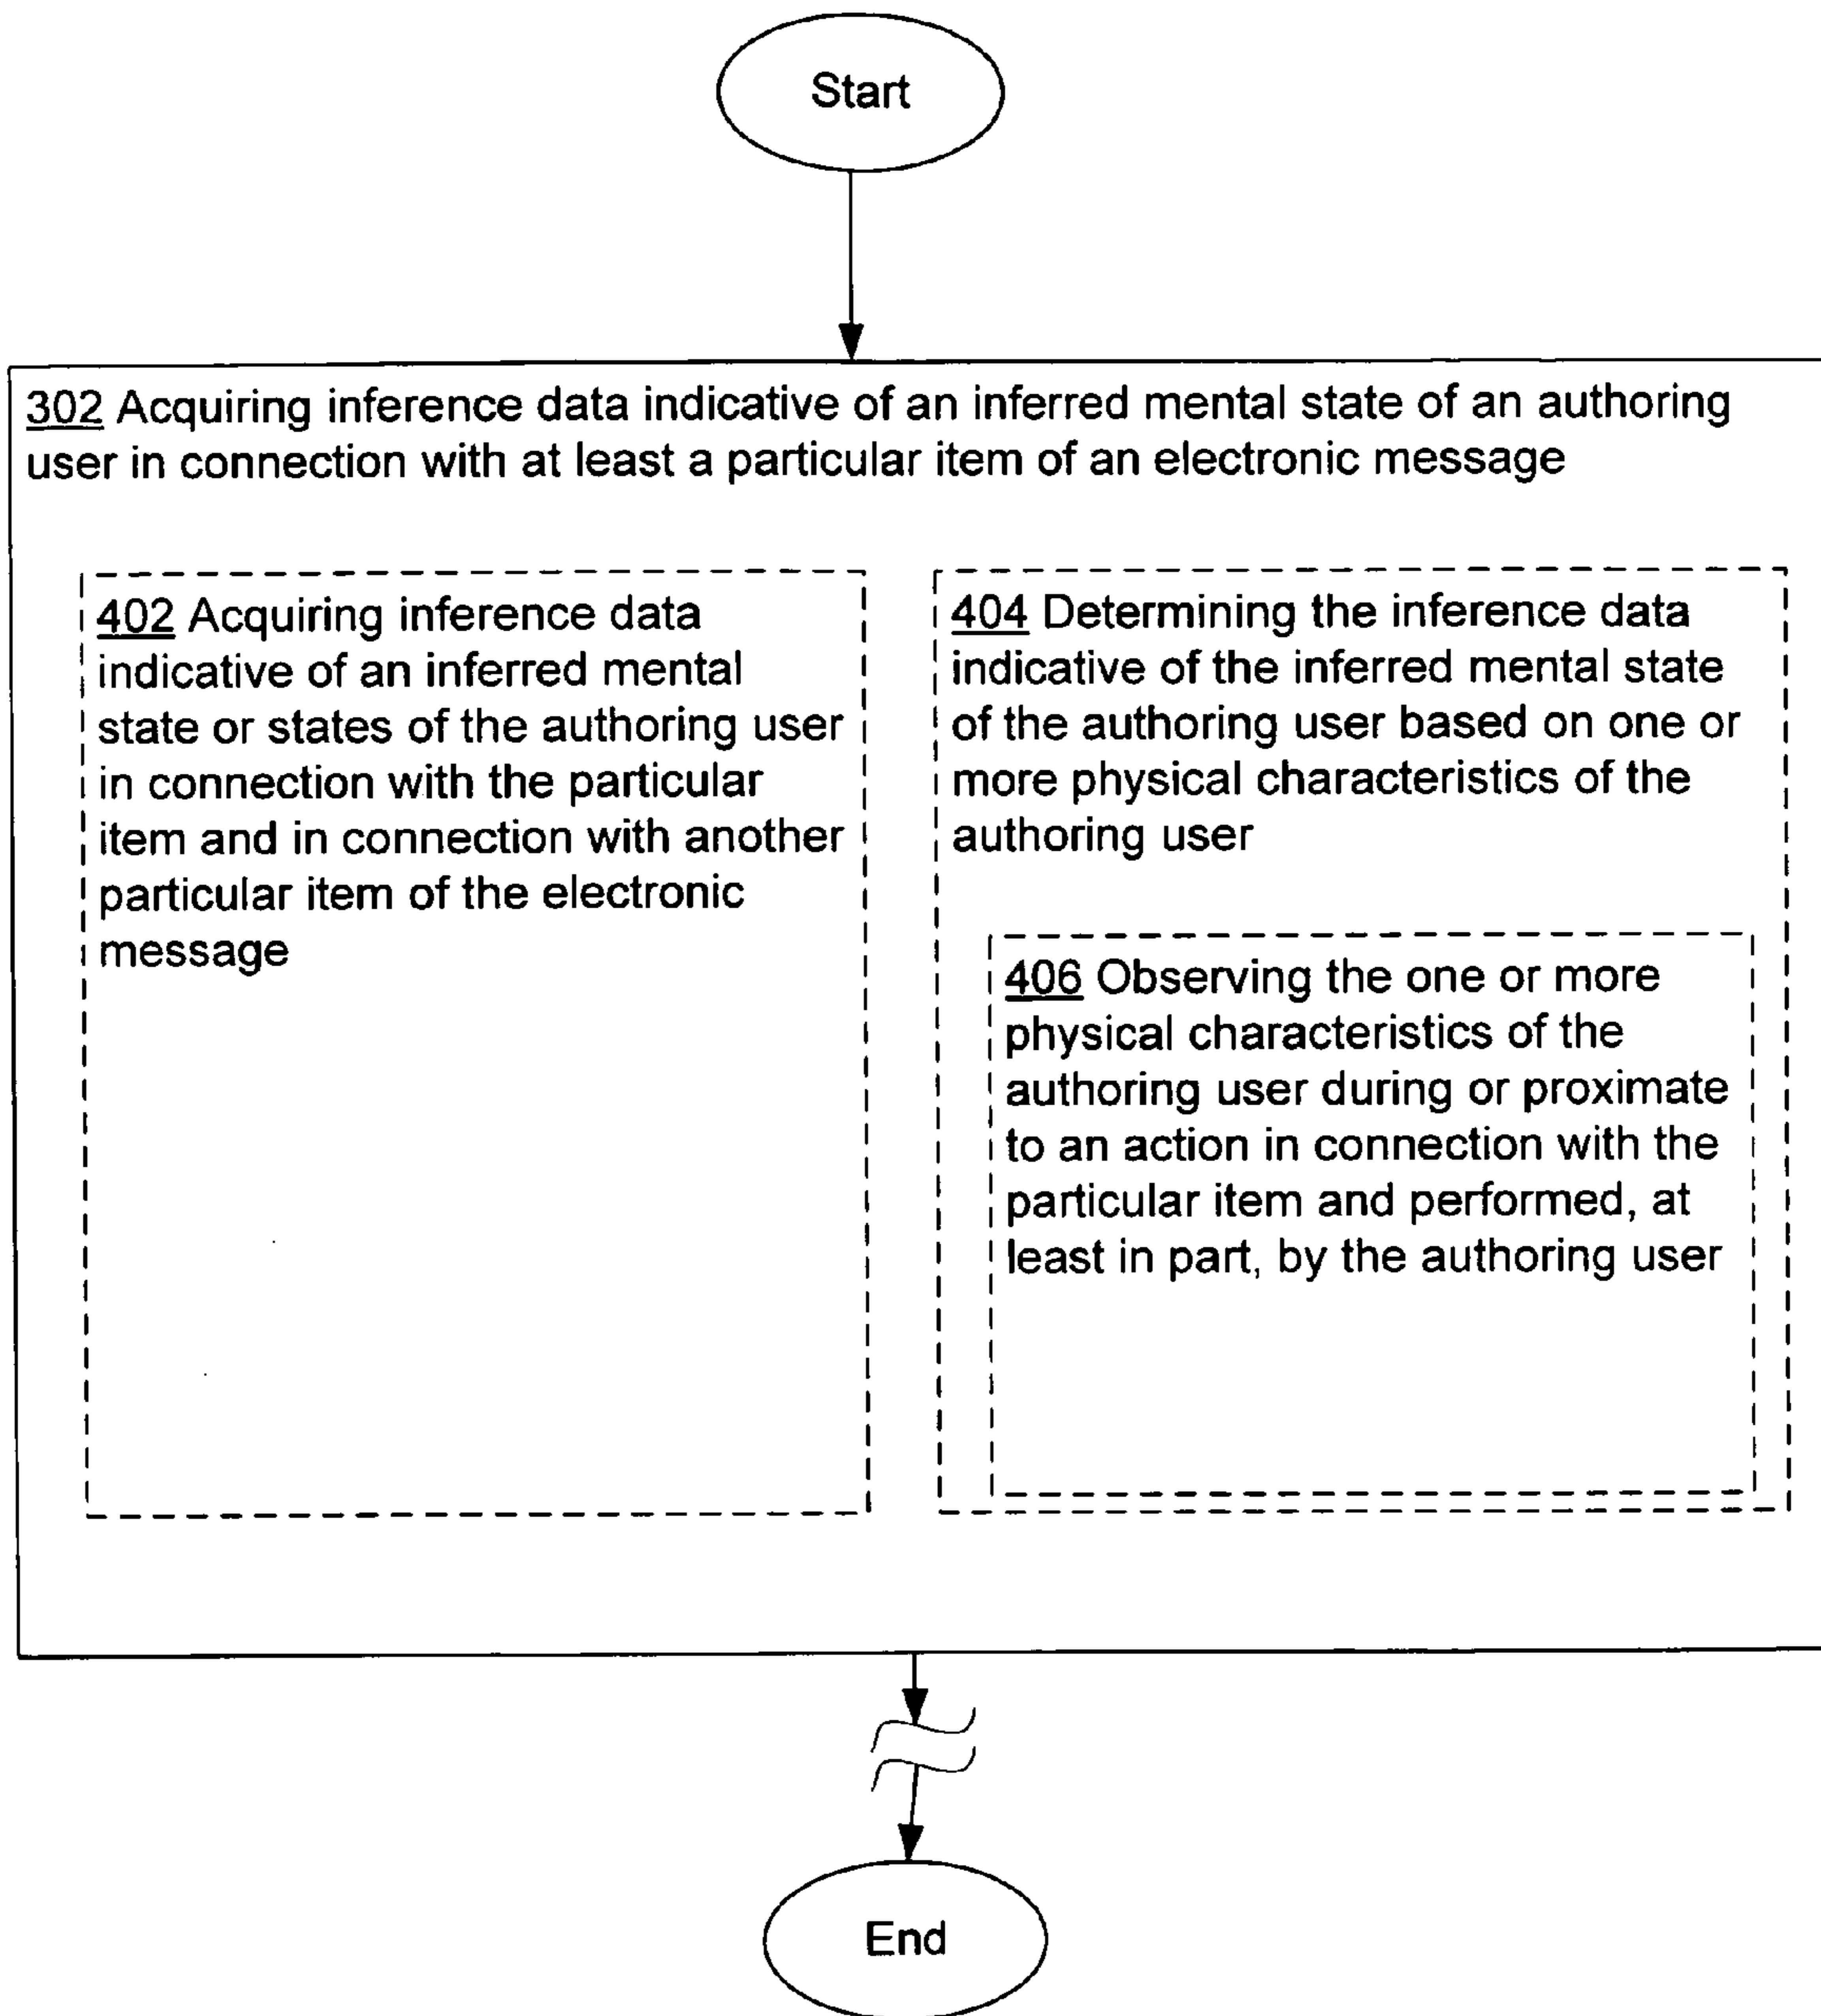 Start
302 Acquiring inference data indicative of an inferred mental state of an authoring
user in connection with at least a particular item of an electronic message
402 Acquiring inference data
indicative of an inferred mental
state or states of the authoring user
in connection with the particular
item and in connection with another
particular item of the electronic
message
404 Determining the inference data
indicative of the inferred mental state
of the authoring user based on one or
more physical characteristics of the
authoring user
406 Observing the one or more
physical characteristics of the
authoring user during or proximate
to an action in connection with the
particular item and performed, at
least in part, by the authoring user
End